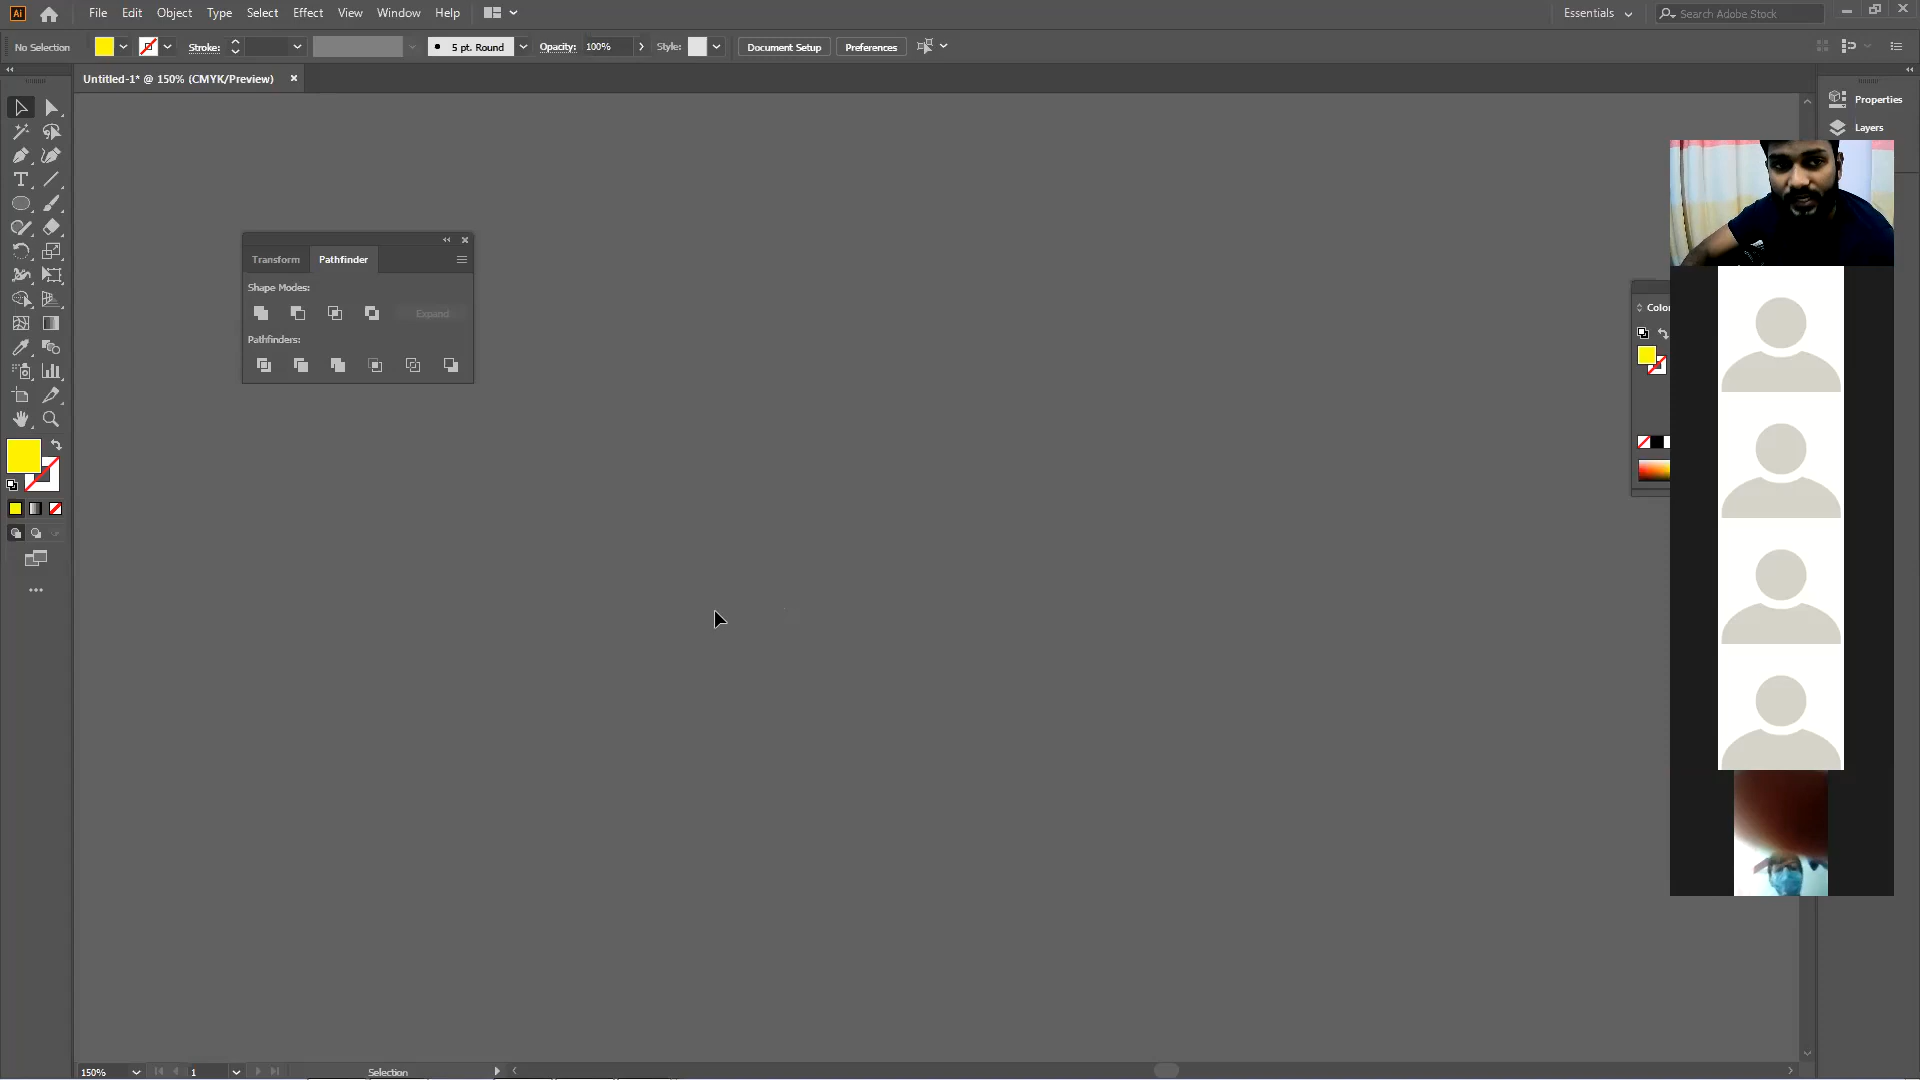 Ai File Edit Object Type Select Effect View Window Help Essentials Search Adobe Stock
No Selection Stroke: 5 pt. Round Opacity: 100% Style: Document Setup Preferences
Untitled-1* @ 150% (CMYK/Preview)
Properties
Layers
Transform Pathfinder
Shape Modes:
Expand
Pathfinders:
Color
150% 1 Selection